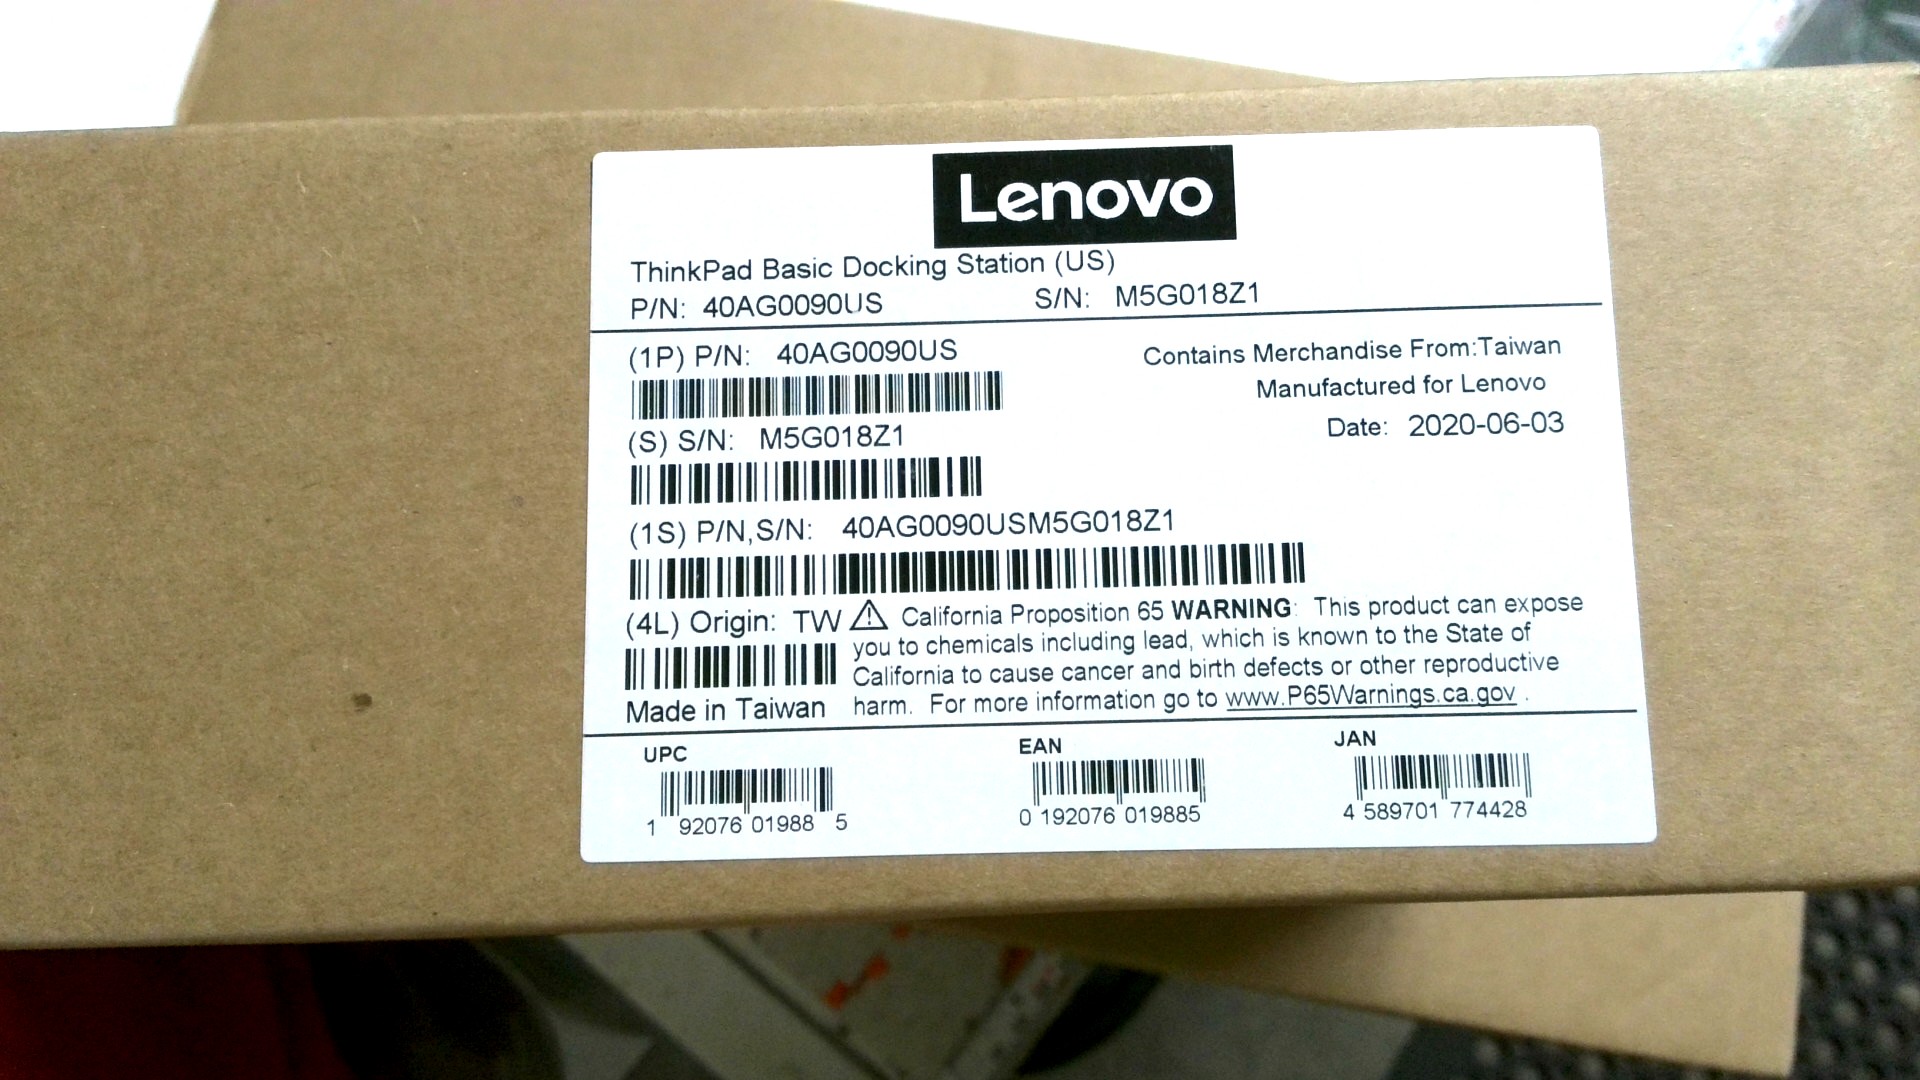 Lenovo
ThinkPad Basic Docking Station (US)
P/N: 40AG0090US S/N: M5G018Z1
(1P) P/N: 40AG0090US
Contains Merchandise From:Taiwan
Manufactured for Lenovo
Date: 2020-06-03
(S) S/N: M5G018Z1
(1S) P/N,S/N: 40AG0090USM5G018Z1
(4L) Origin: TW
Made in Taiwan
⚠ California Proposition 65 WARNING: This product can expose
you to chemicals including lead, which is known to the State of
California to cause cancer and birth defects or other reproductive
harm. For more information go to www.P65Warnings.ca.gov .
UPC
1 92076 01988 5
EAN
0 192076 019885
JAN
4 589701 774428